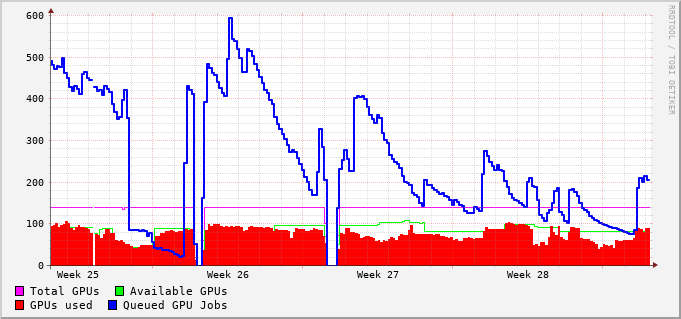 600
500
400
300
200
100
0
Week 25 Week 26 Week 27 Week 28
Total GPUs Available GPUs
GPUs used Queued GPU Jobs
RRDTOOL / TOBI OETIKER